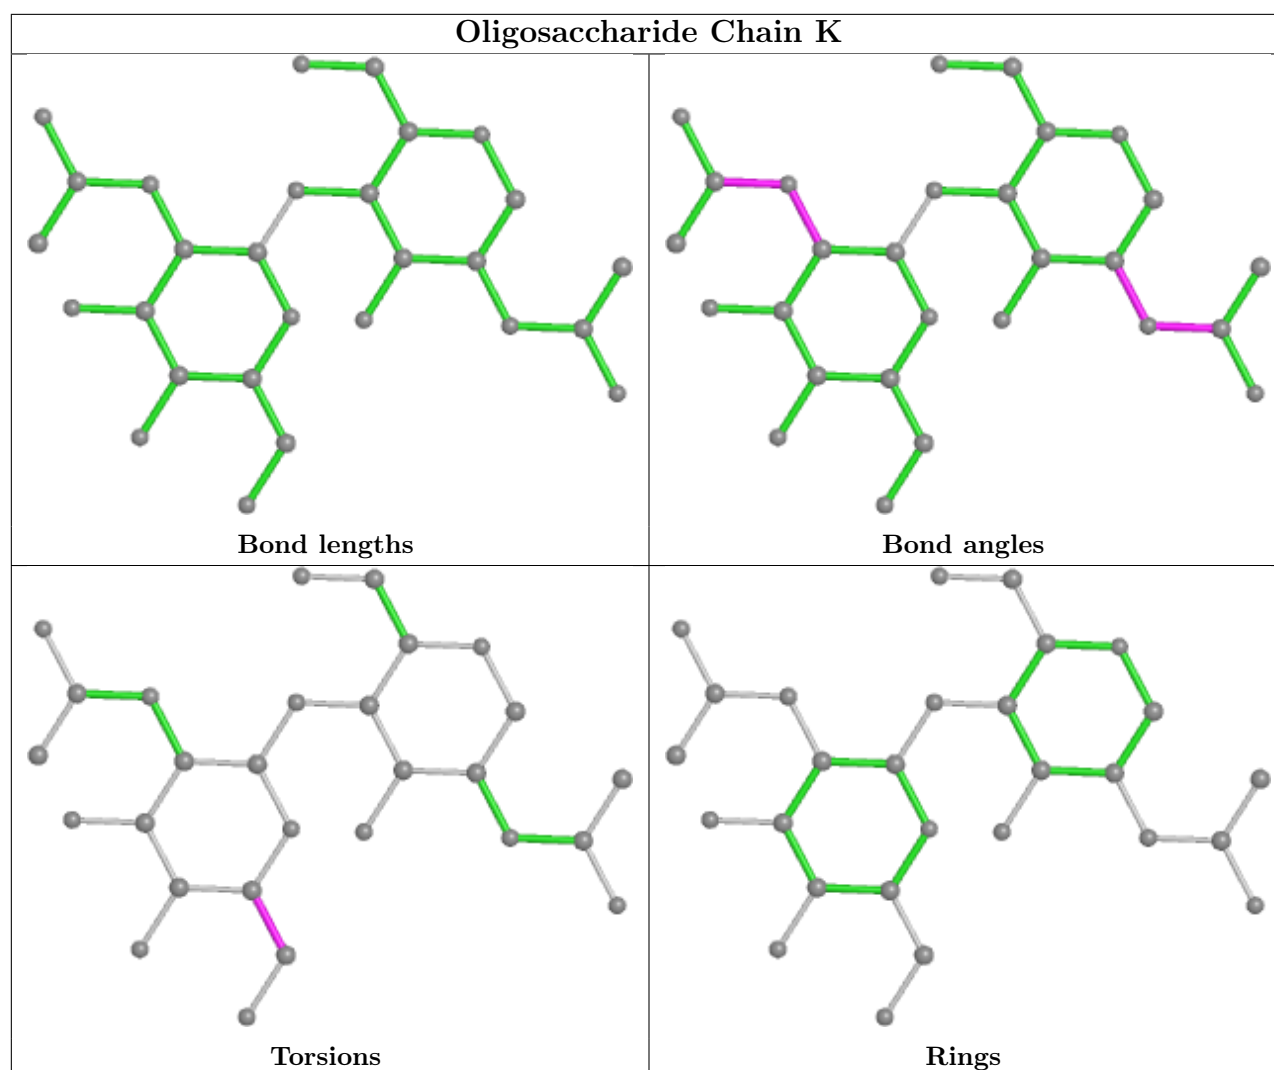 Oligosaccharide Chain K
Bond lengths
Bond angles
Torsions
Rings